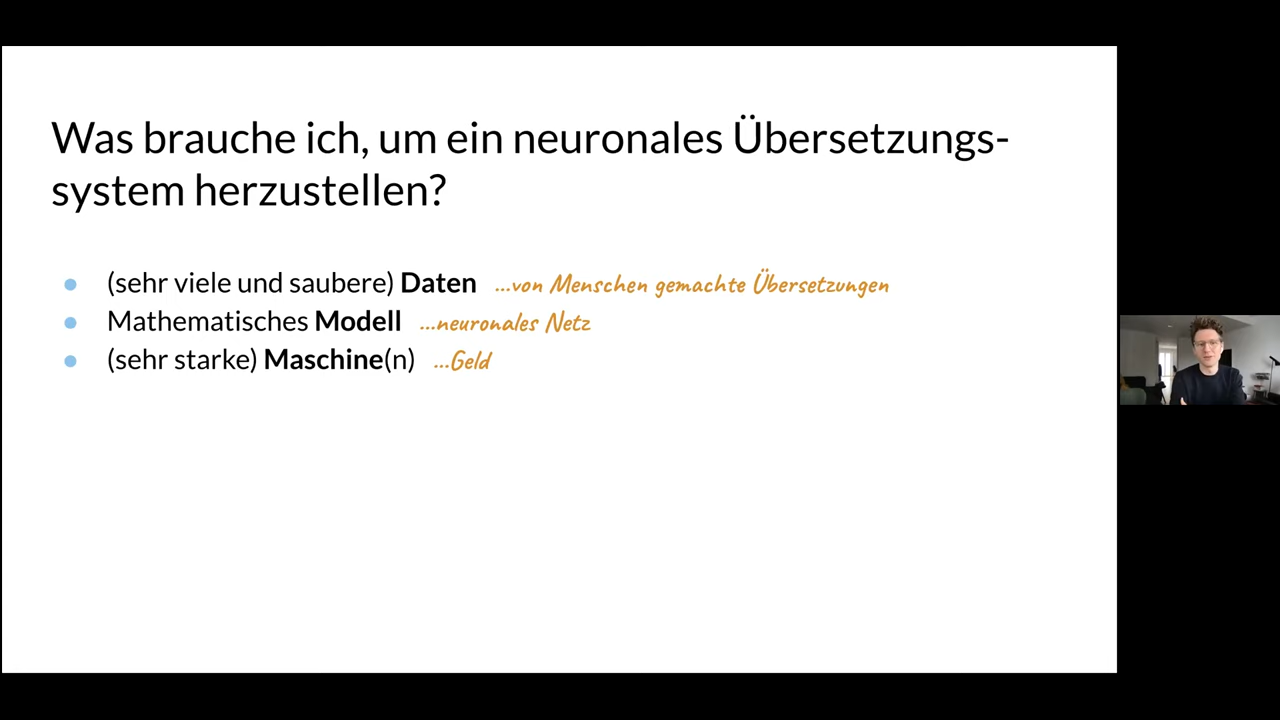 Was brauche ich, um ein neuronales Übersetzungs-
system herzustellen?
● (sehr viele und saubere) Daten ...von Menschen gemachte Übersetzungen
● Mathematisches Modell ...neuronales Netz
● (sehr starke) Maschine(n) ...Geld